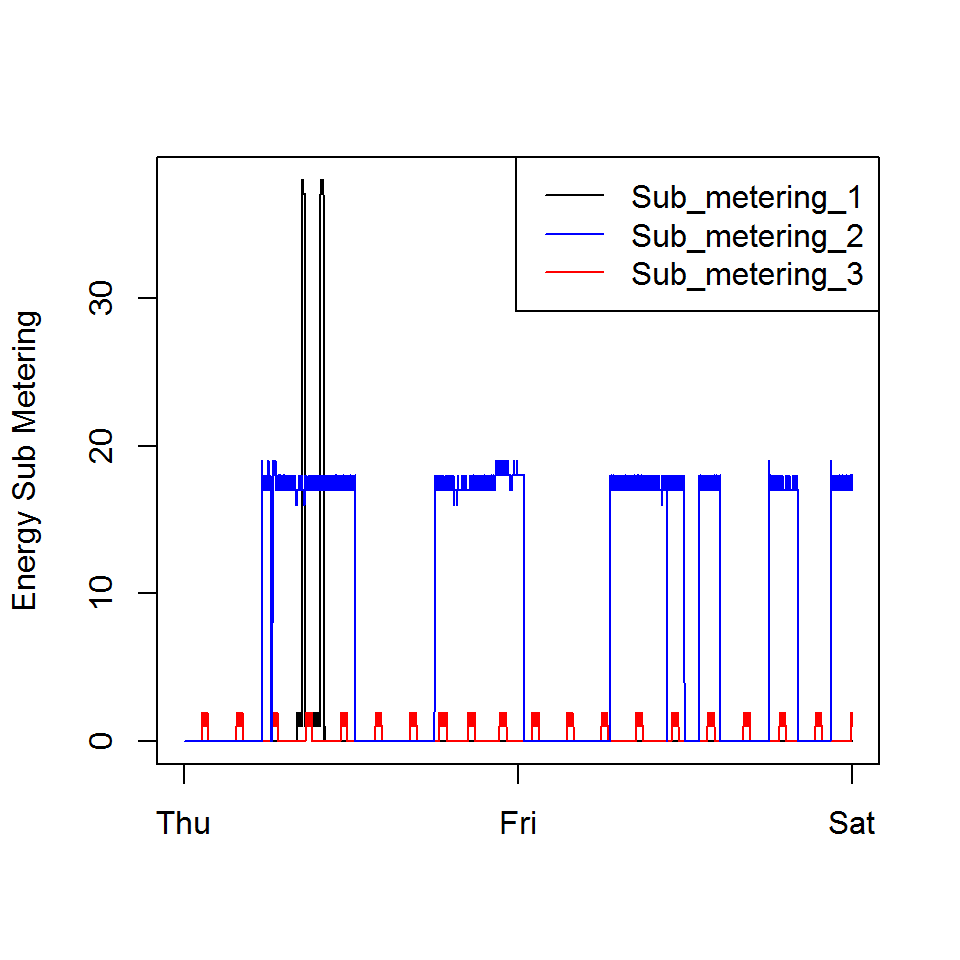 Sub_metering_1
Sub_metering_2
Sub_metering_3
Energy Sub Metering
30
20
10
0
Thu Fri Sat